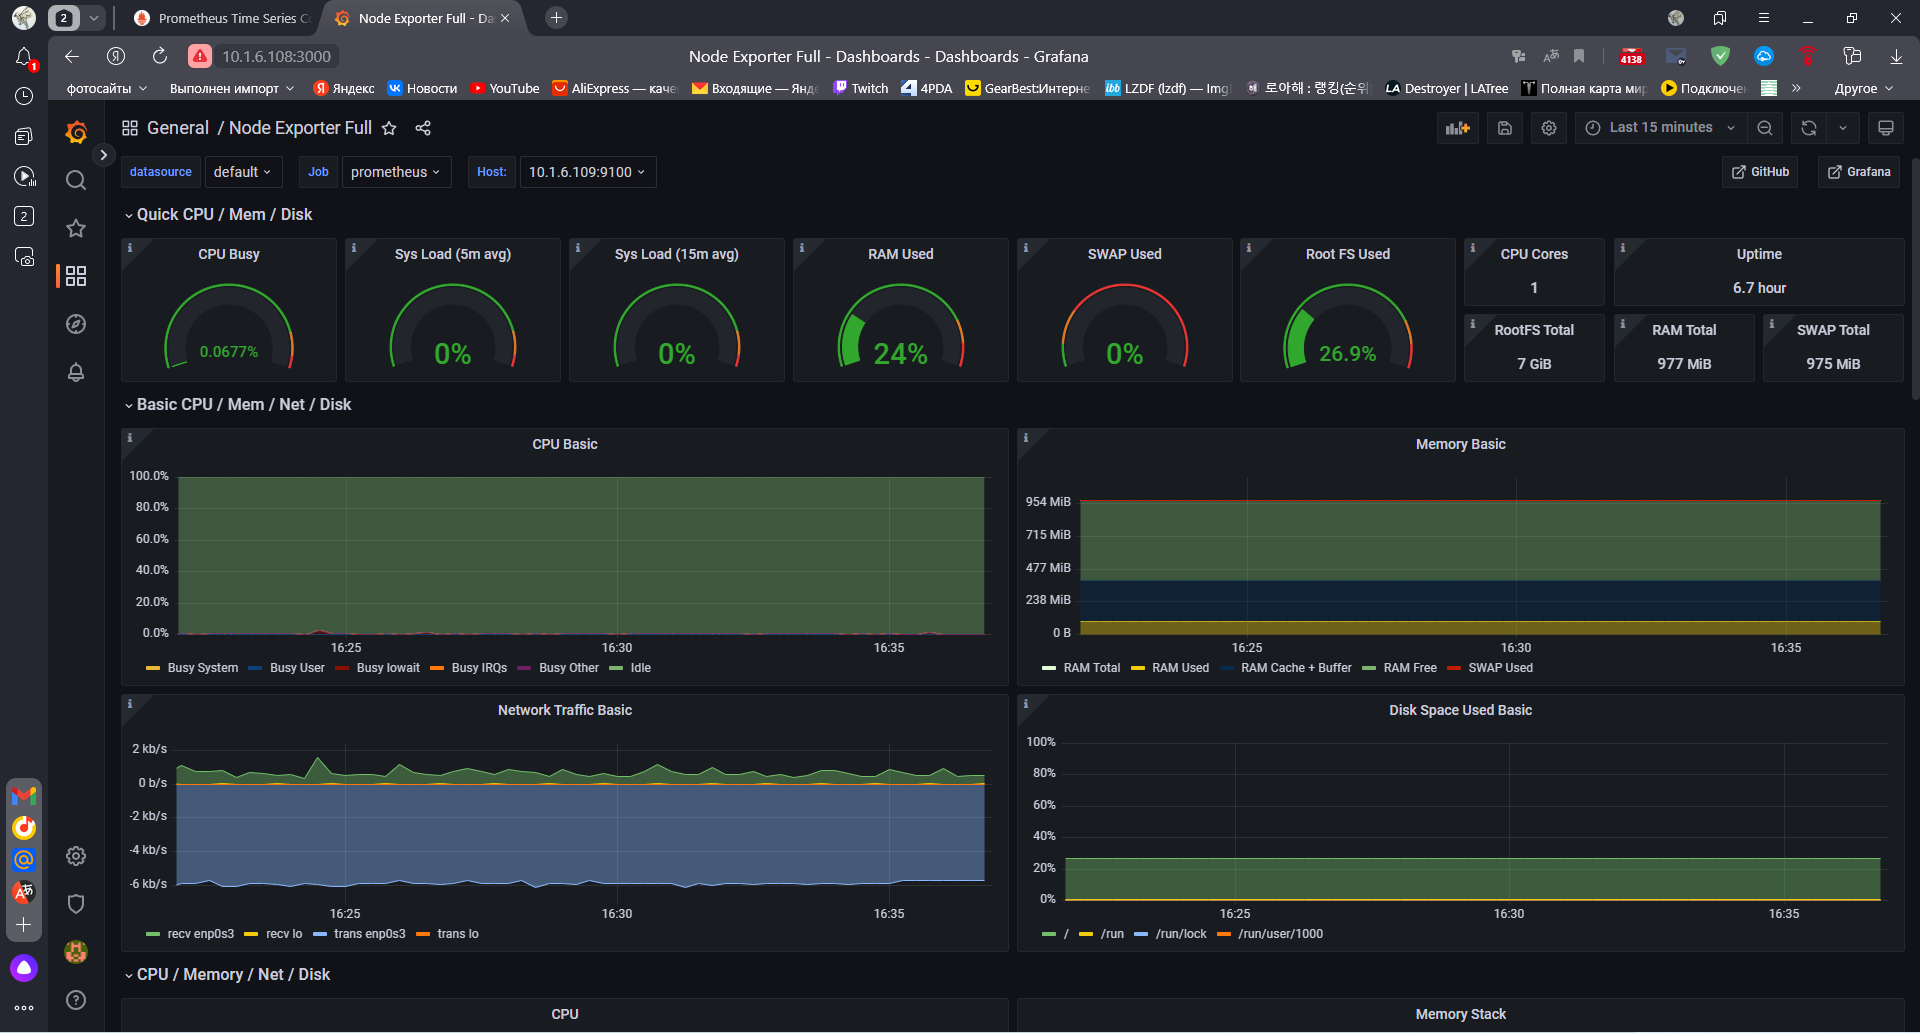 2
Prometheus Time Series Co
Node Exporter Full - Da
1
10.1.6.108:3000
Node Exporter Full - Dashboards - Dashboards - Grafana
4138
фотосайты
Выполнен импорт
Яндекс
Новости
YouTube
AliExpress — каче
Входящие — Янде
Twitch
4PDA
GearBest:Интерне
LZDF (lzdf) — Imgu
로아해 : 랭킹(순위
Destroyer | LATree
Полная карта мир
Подключен
»
Другое
General / Node Exporter Full
Last 15 minutes
datasource
default
Job
prometheus
Host:
10.1.6.109:9100
GitHub
Grafana
2
Quick CPU / Mem / Disk
CPU Busy
0.0677%
Sys Load (5m avg)
0%
Sys Load (15m avg)
0%
RAM Used
24%
SWAP Used
0%
Root FS Used
26.9%
CPU Cores
1
Uptime
6.7 hour
RootFS Total
7 GiB
RAM Total
977 MiB
SWAP Total
975 MiB
Basic CPU / Mem / Net / Disk
CPU Basic
100.0%
80.0%
60.0%
40.0%
20.0%
0.0%
16:25
16:30
16:35
Busy System
Busy User
Busy Iowait
Busy IRQs
Busy Other
Idle
Memory Basic
954 MiB
715 MiB
477 MiB
238 MiB
0 B
16:25
16:30
16:35
RAM Total
RAM Used
RAM Cache + Buffer
RAM Free
SWAP Used
Network Traffic Basic
2 kb/s
0 b/s
-2 kb/s
-4 kb/s
-6 kb/s
16:25
16:30
16:35
recv enp0s3
recv lo
trans enp0s3
trans lo
Disk Space Used Basic
100%
80%
60%
40%
20%
0%
16:25
16:30
16:35
/
/run
/run/lock
/run/user/1000
CPU / Memory / Net / Disk
CPU
Memory Stack